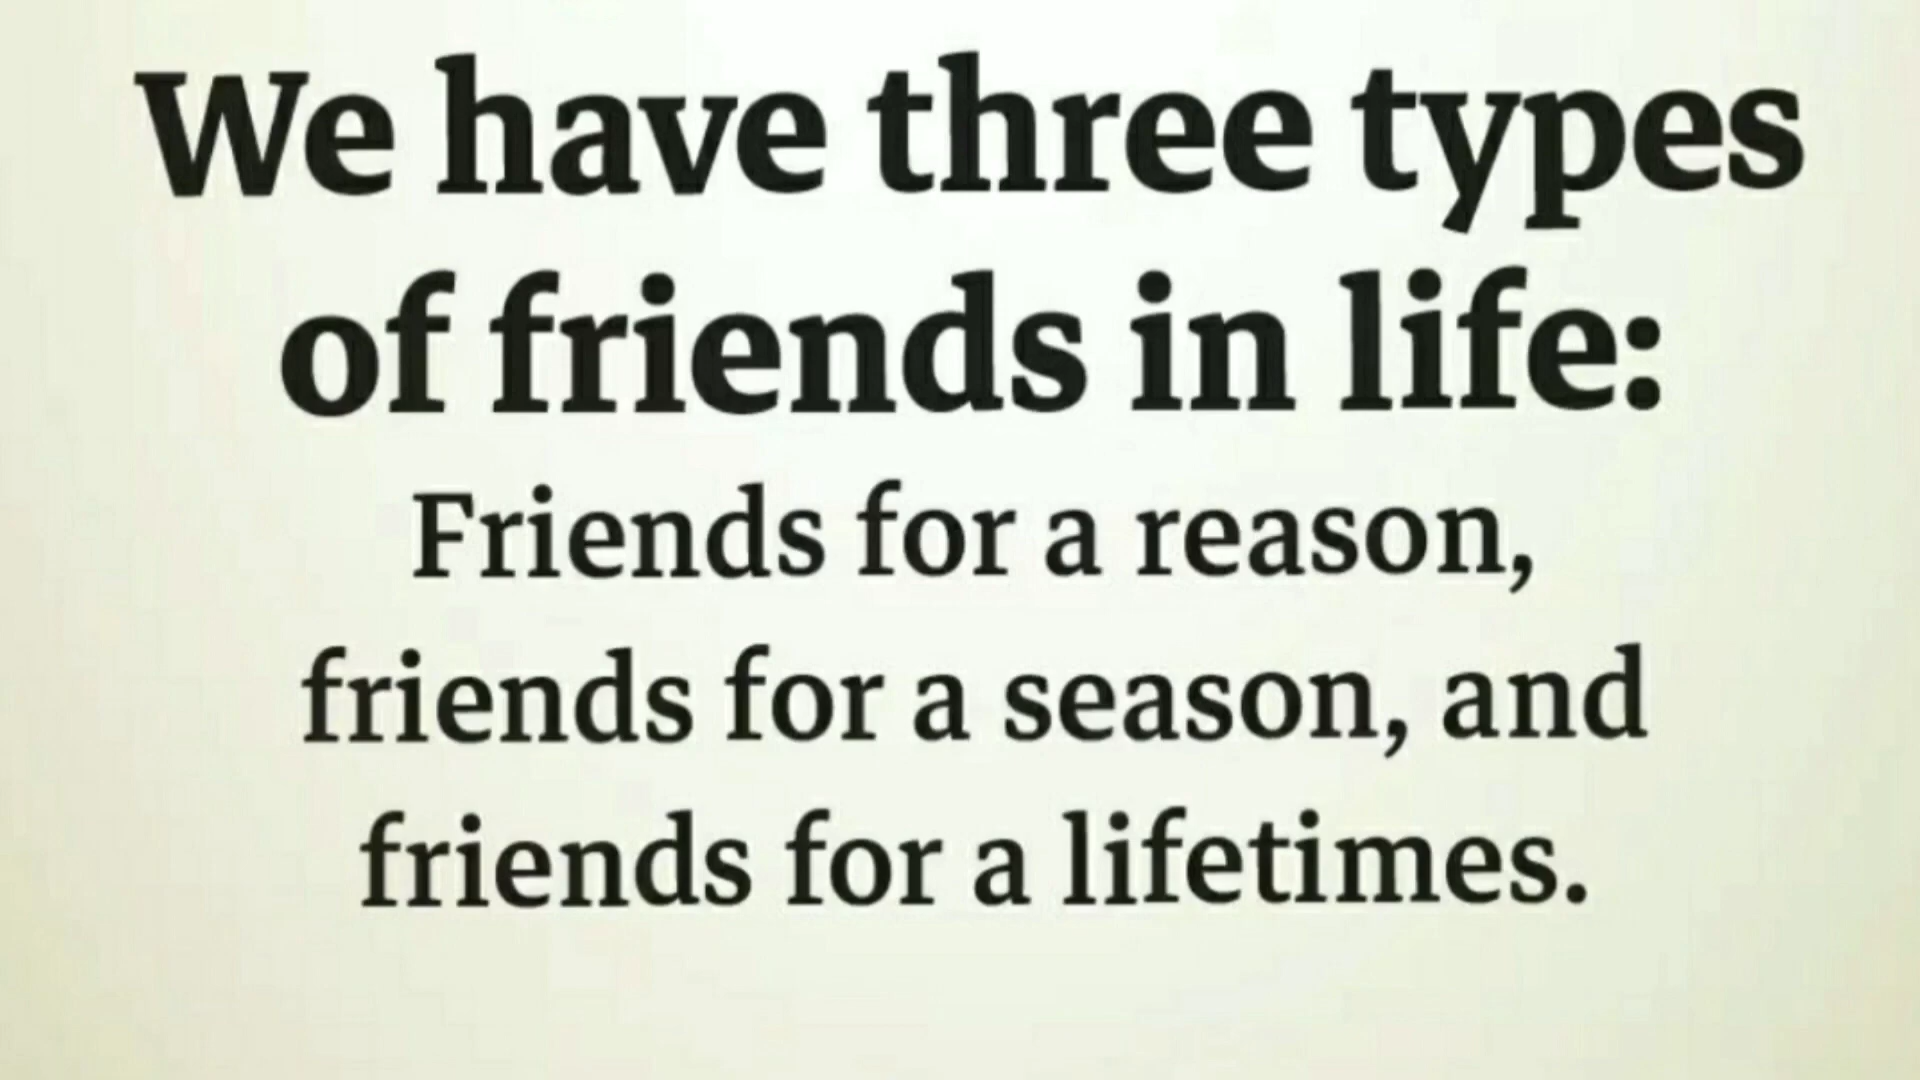 We have three types
of friends in life:
Friends for a reason,
friends for a season, and
friends for a lifetimes.